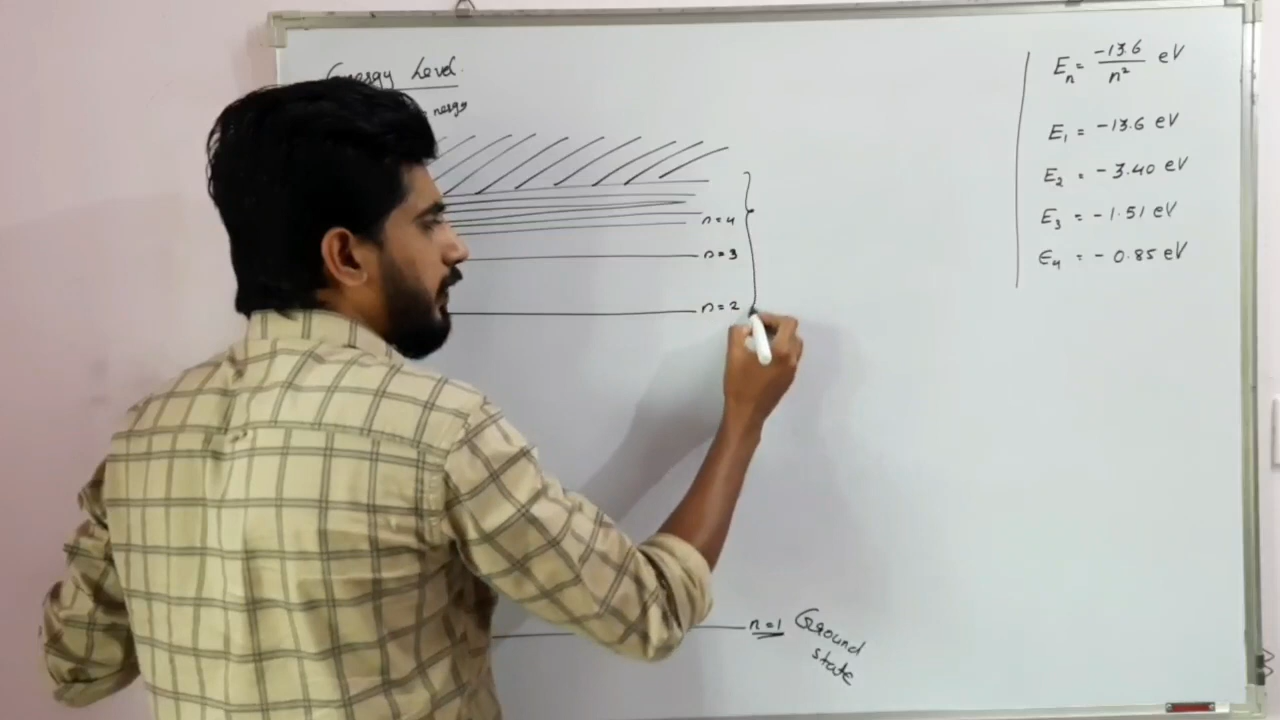 Energy Level.
n=4
n=3
n=2
n=1 Ground
state
Eₙ = -13.6 / n² eV
E₁ = -13.6 eV
E₂ = -3.40 eV
E₃ = -1.51 eV
E₄ = -0.85 eV